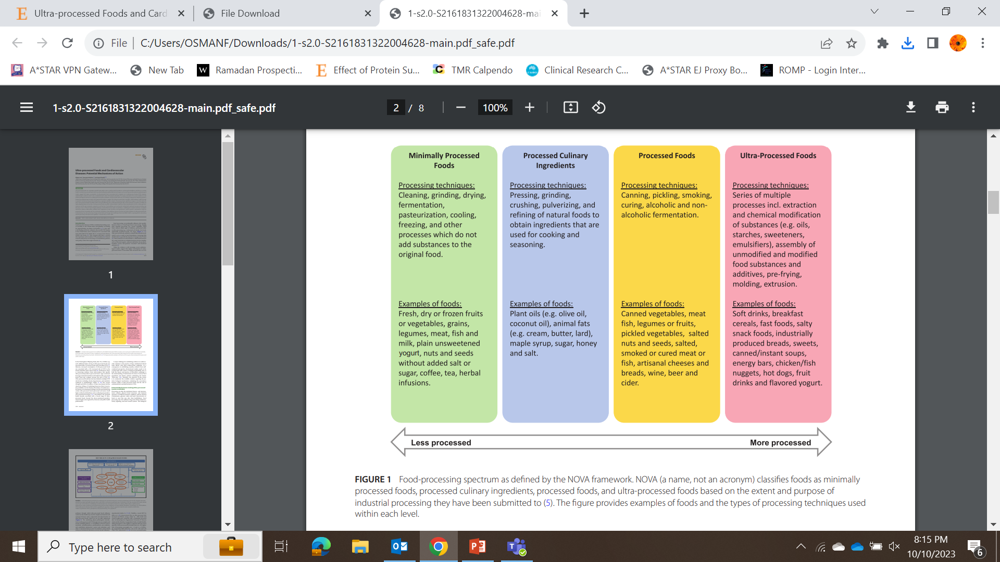 Ultra-processed Foods and Card
File Download
1-s2.0-S2161831322004628-mai
File
C:/Users/OSMANF/Downloads/1-s2.0-S2161831322004628-main.pdf_safe.pdf
A*STAR VPN Gatew...
New Tab
Ramadan Prospecti...
Effect of Protein Su...
TMR Calpendo
Clinical Research C...
A*STAR EJ Proxy Bo...
ROMP - Login Inter...
1-s2.0-S2161831322004628-main.pdf_safe.pdf
2 / 8
100%
Ultra-processed Foods and Cardiovascular
Diseases: Potential Mechanisms of Action
1
2
Minimally Processed
Foods
Processing techniques:
Cleaning, grinding, drying,
fermentation,
pasteurization, cooling,
freezing, and other
processes which do not
add substances to the
original food.
Examples of foods:
Fresh, dry or frozen fruits
or vegetables, grains,
legumes, meat, fish and
milk, plain unsweetened
yogurt, nuts and seeds
without added salt or
sugar, coffee, tea, herbal
infusions.
Processed Culinary
Ingredients
Processing techniques:
Pressing, grinding,
crushing, pulverizing, and
refining of natural foods to
obtain ingredients that are
used for cooking and
seasoning.
Examples of foods:
Plant oils (e.g. olive oil,
coconut oil), animal fats
(e.g. cream, butter, lard),
maple syrup, sugar, honey
and salt.
Processed Foods
Processing techniques:
Canning, pickling, smoking,
curing, alcoholic and non-
alcoholic fermentation.
Examples of foods:
Canned vegetables, meat
fish, legumes or fruits,
pickled vegetables, salted
nuts and seeds, salted,
smoked or cured meat or
fish, artisanal cheeses and
breads, wine, beer and
cider.
Ultra-Processed Foods
Processing techniques:
Series of multiple
processes incl. extraction
and chemical modification
of substances (e.g. oils,
starches, sweeteners,
emulsifiers), assembly of
unmodified and modified
food substances and
additives, pre-frying,
molding, extrusion.
Examples of foods:
Soft drinks, breakfast
cereals, fast foods, salty
snack foods, industrially
produced breads, sweets,
canned/instant soups,
energy bars, chicken/fish
nuggets, hot dogs, fruit
drinks and flavored yogurt.
Less processed
More processed
FIGURE 1 Food-processing spectrum as defined by the NOVA framework. NOVA (a name, not an acronym) classifies foods as minimally
processed foods, processed culinary ingredients, processed foods, and ultra-processed foods based on the extent and purpose of
industrial processing they have been submitted to (5). The figure provides examples of foods and the types of processing techniques used
within each level.
Type here to search
8:15 PM
10/10/2023
6